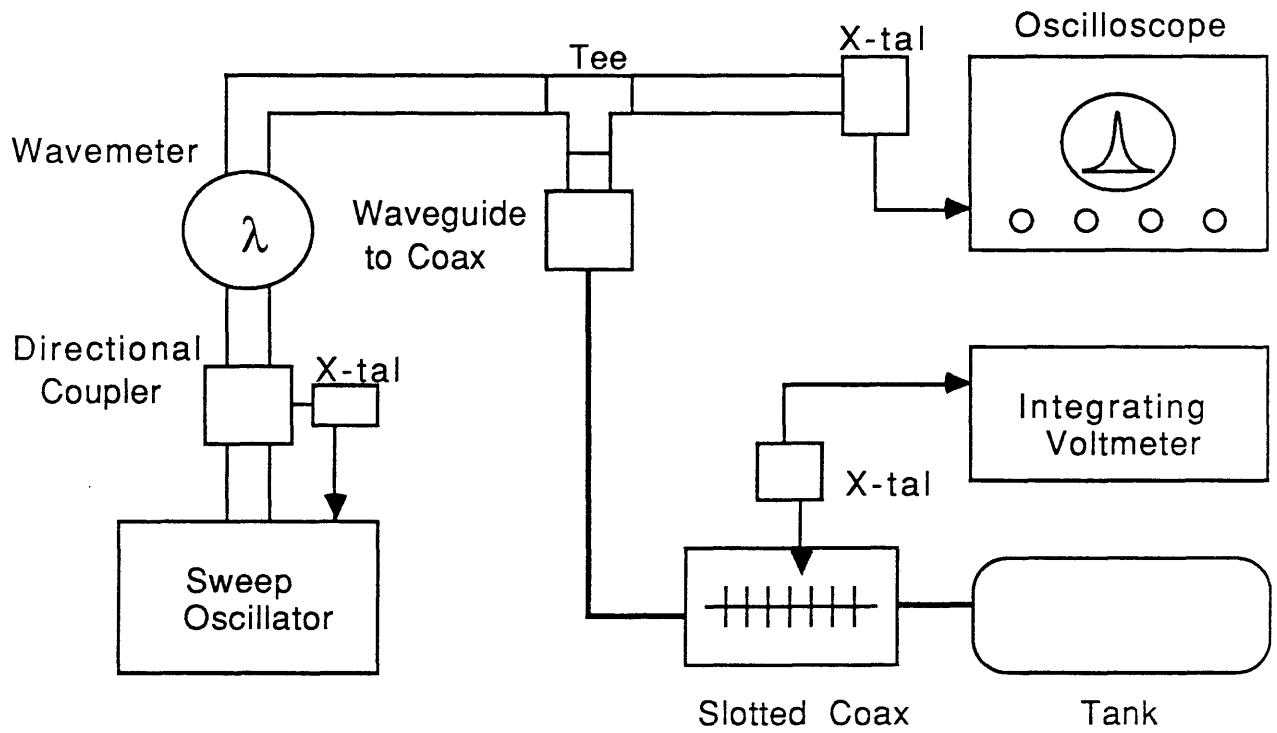 Oscilloscope
X-tal
Tee
Wavemeter
λ
Waveguide
to Coax
Directional
Coupler
X-tal
Integrating
Voltmeter
X-tal
Sweep
Oscillator
Slotted Coax
Tank